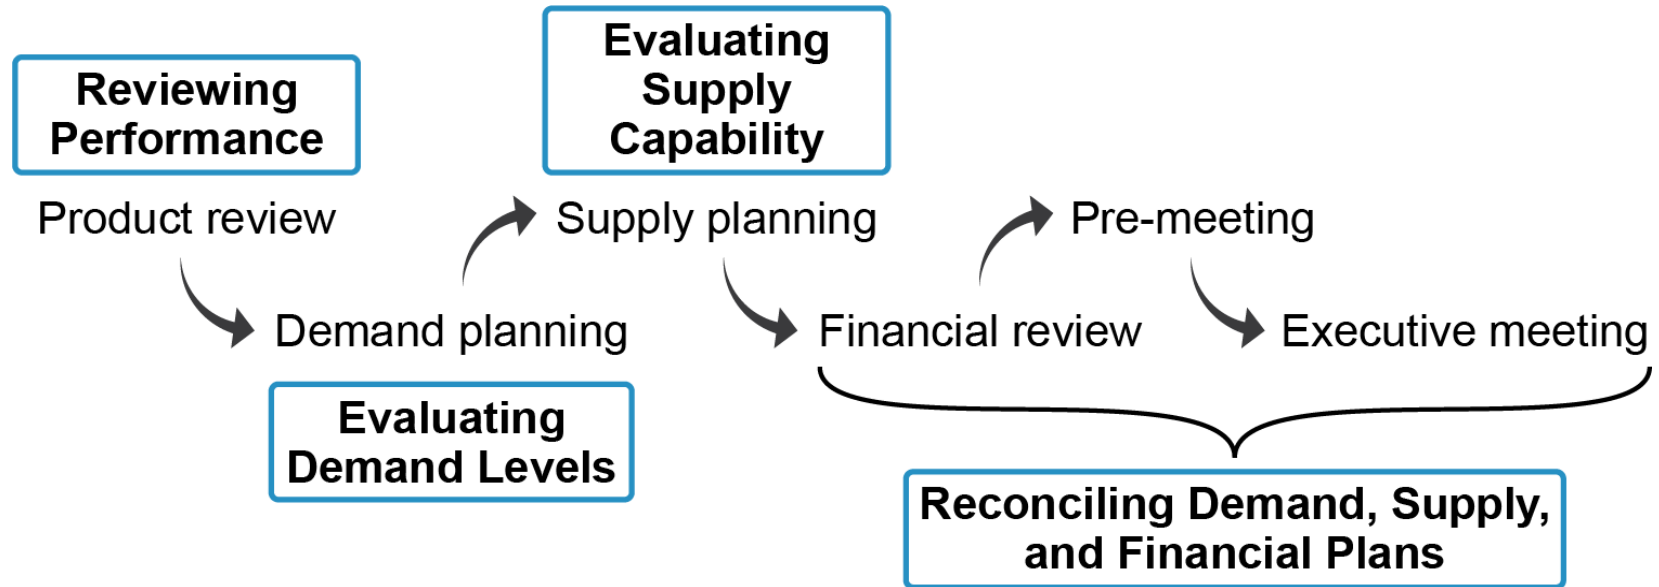 Reviewing
Performance
Product review
Demand planning
Evaluating
Demand Levels
Evaluating
Supply
Capability
Supply planning
Financial review
Pre-meeting
Executive meeting
Reconciling Demand, Supply,
and Financial Plans